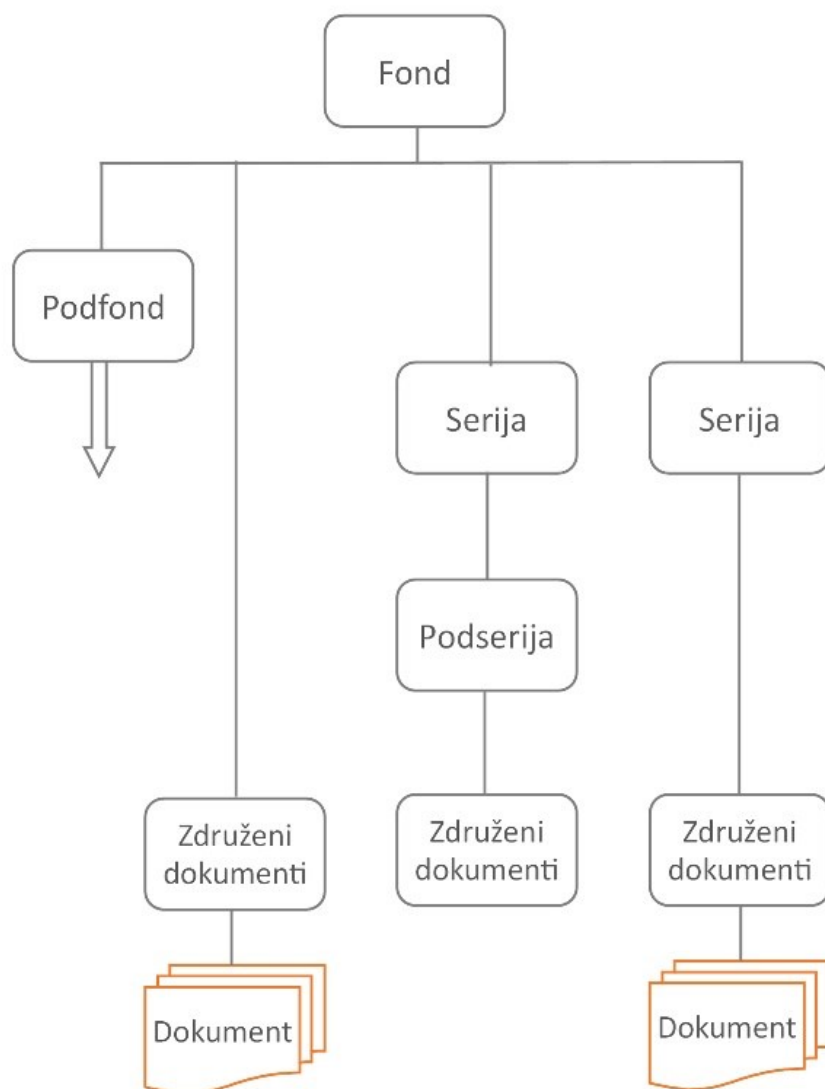 Fond
Podfond
Serija
Serija
Podserija
Združeni
dokumenti
Združeni
dokumenti
Združeni
dokumenti
Dokument
Dokument